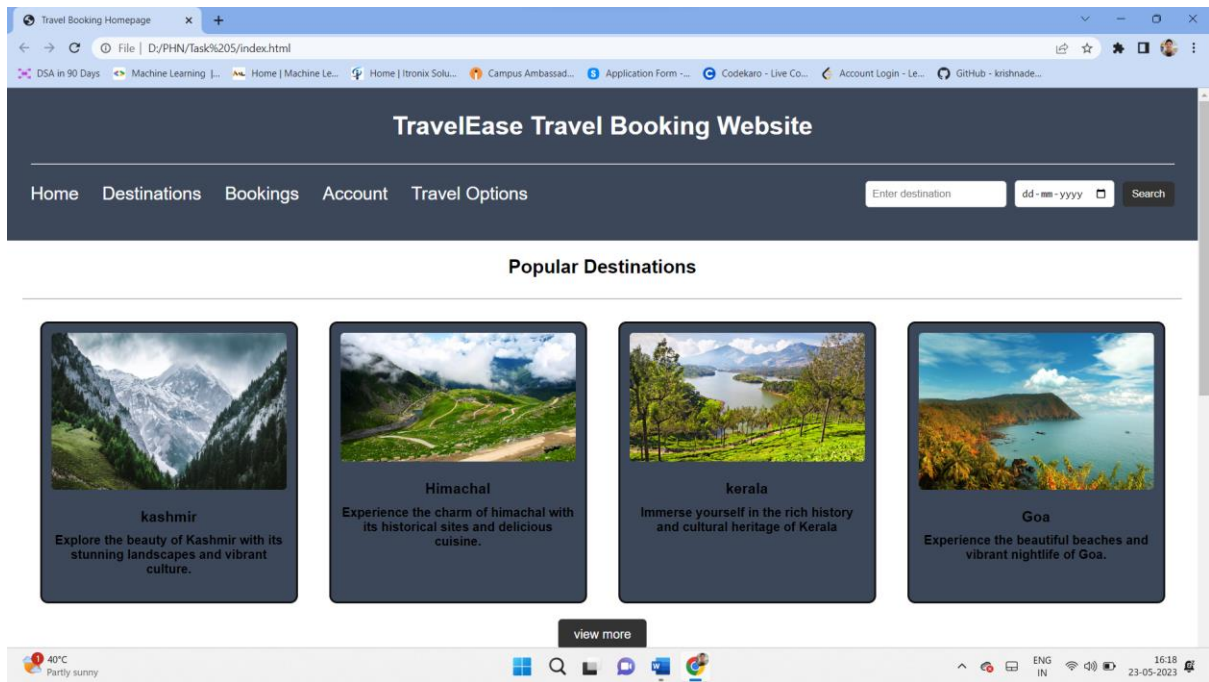 Travel Booking Homepage
File | D:/PHN/Task%205/index.html
DSA in 90 Days Machine Learning |... Home | Machine Le... Home | Itronix Solu... Campus Ambassad... Application Form -... Codekaro - Live Co... Account Login - Le... GitHub - krishnade...
TravelEase Travel Booking Website
Home Destinations Bookings Account Travel Options Enter destination dd-mm-yyyy Search
Popular Destinations
kashmir
Explore the beauty of Kashmir with its
stunning landscapes and vibrant
culture.
Himachal
Experience the charm of himachal with
its historical sites and delicious
cuisine.
kerala
Immerse yourself in the rich history
and cultural heritage of Kerala
Goa
Experience the beautiful beaches and
vibrant nightlife of Goa.
view more
1
40°C
Partly sunny
ENG
IN
16:18
23-05-2023